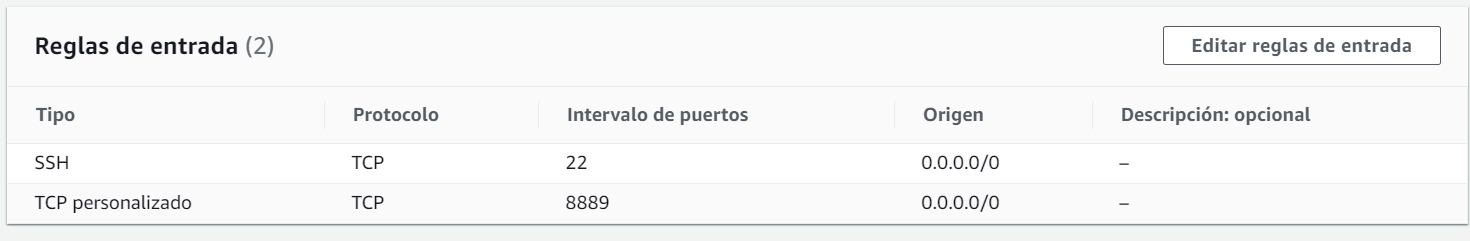 Reglas de entrada (2)
Editar reglas de entrada
Tipo Protocolo Intervalo de puertos Origen Descripción: opcional
SSH TCP 22 0.0.0.0/0 –
TCP personalizado TCP 8889 0.0.0.0/0 –